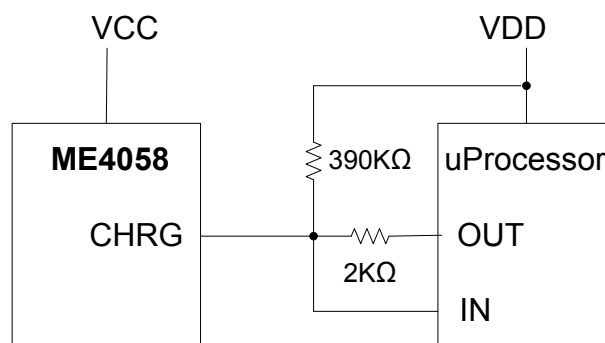 VCC
VDD
ME4058
390KΩ
uProcessor
CHRG
OUT
2KΩ
IN